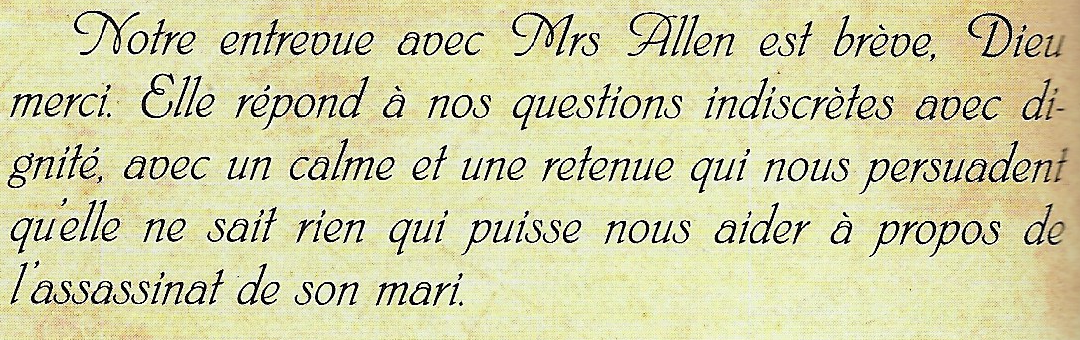 Notre entrevue avec Mrs Allen est brève, Dieu
merci. Elle répond à nos questions indiscrètes avec di-
gnité, avec un calme et une retenue qui nous persuadent
qu'elle ne sait rien qui puisse nous aider à propos de
l'assassinat de son mari.